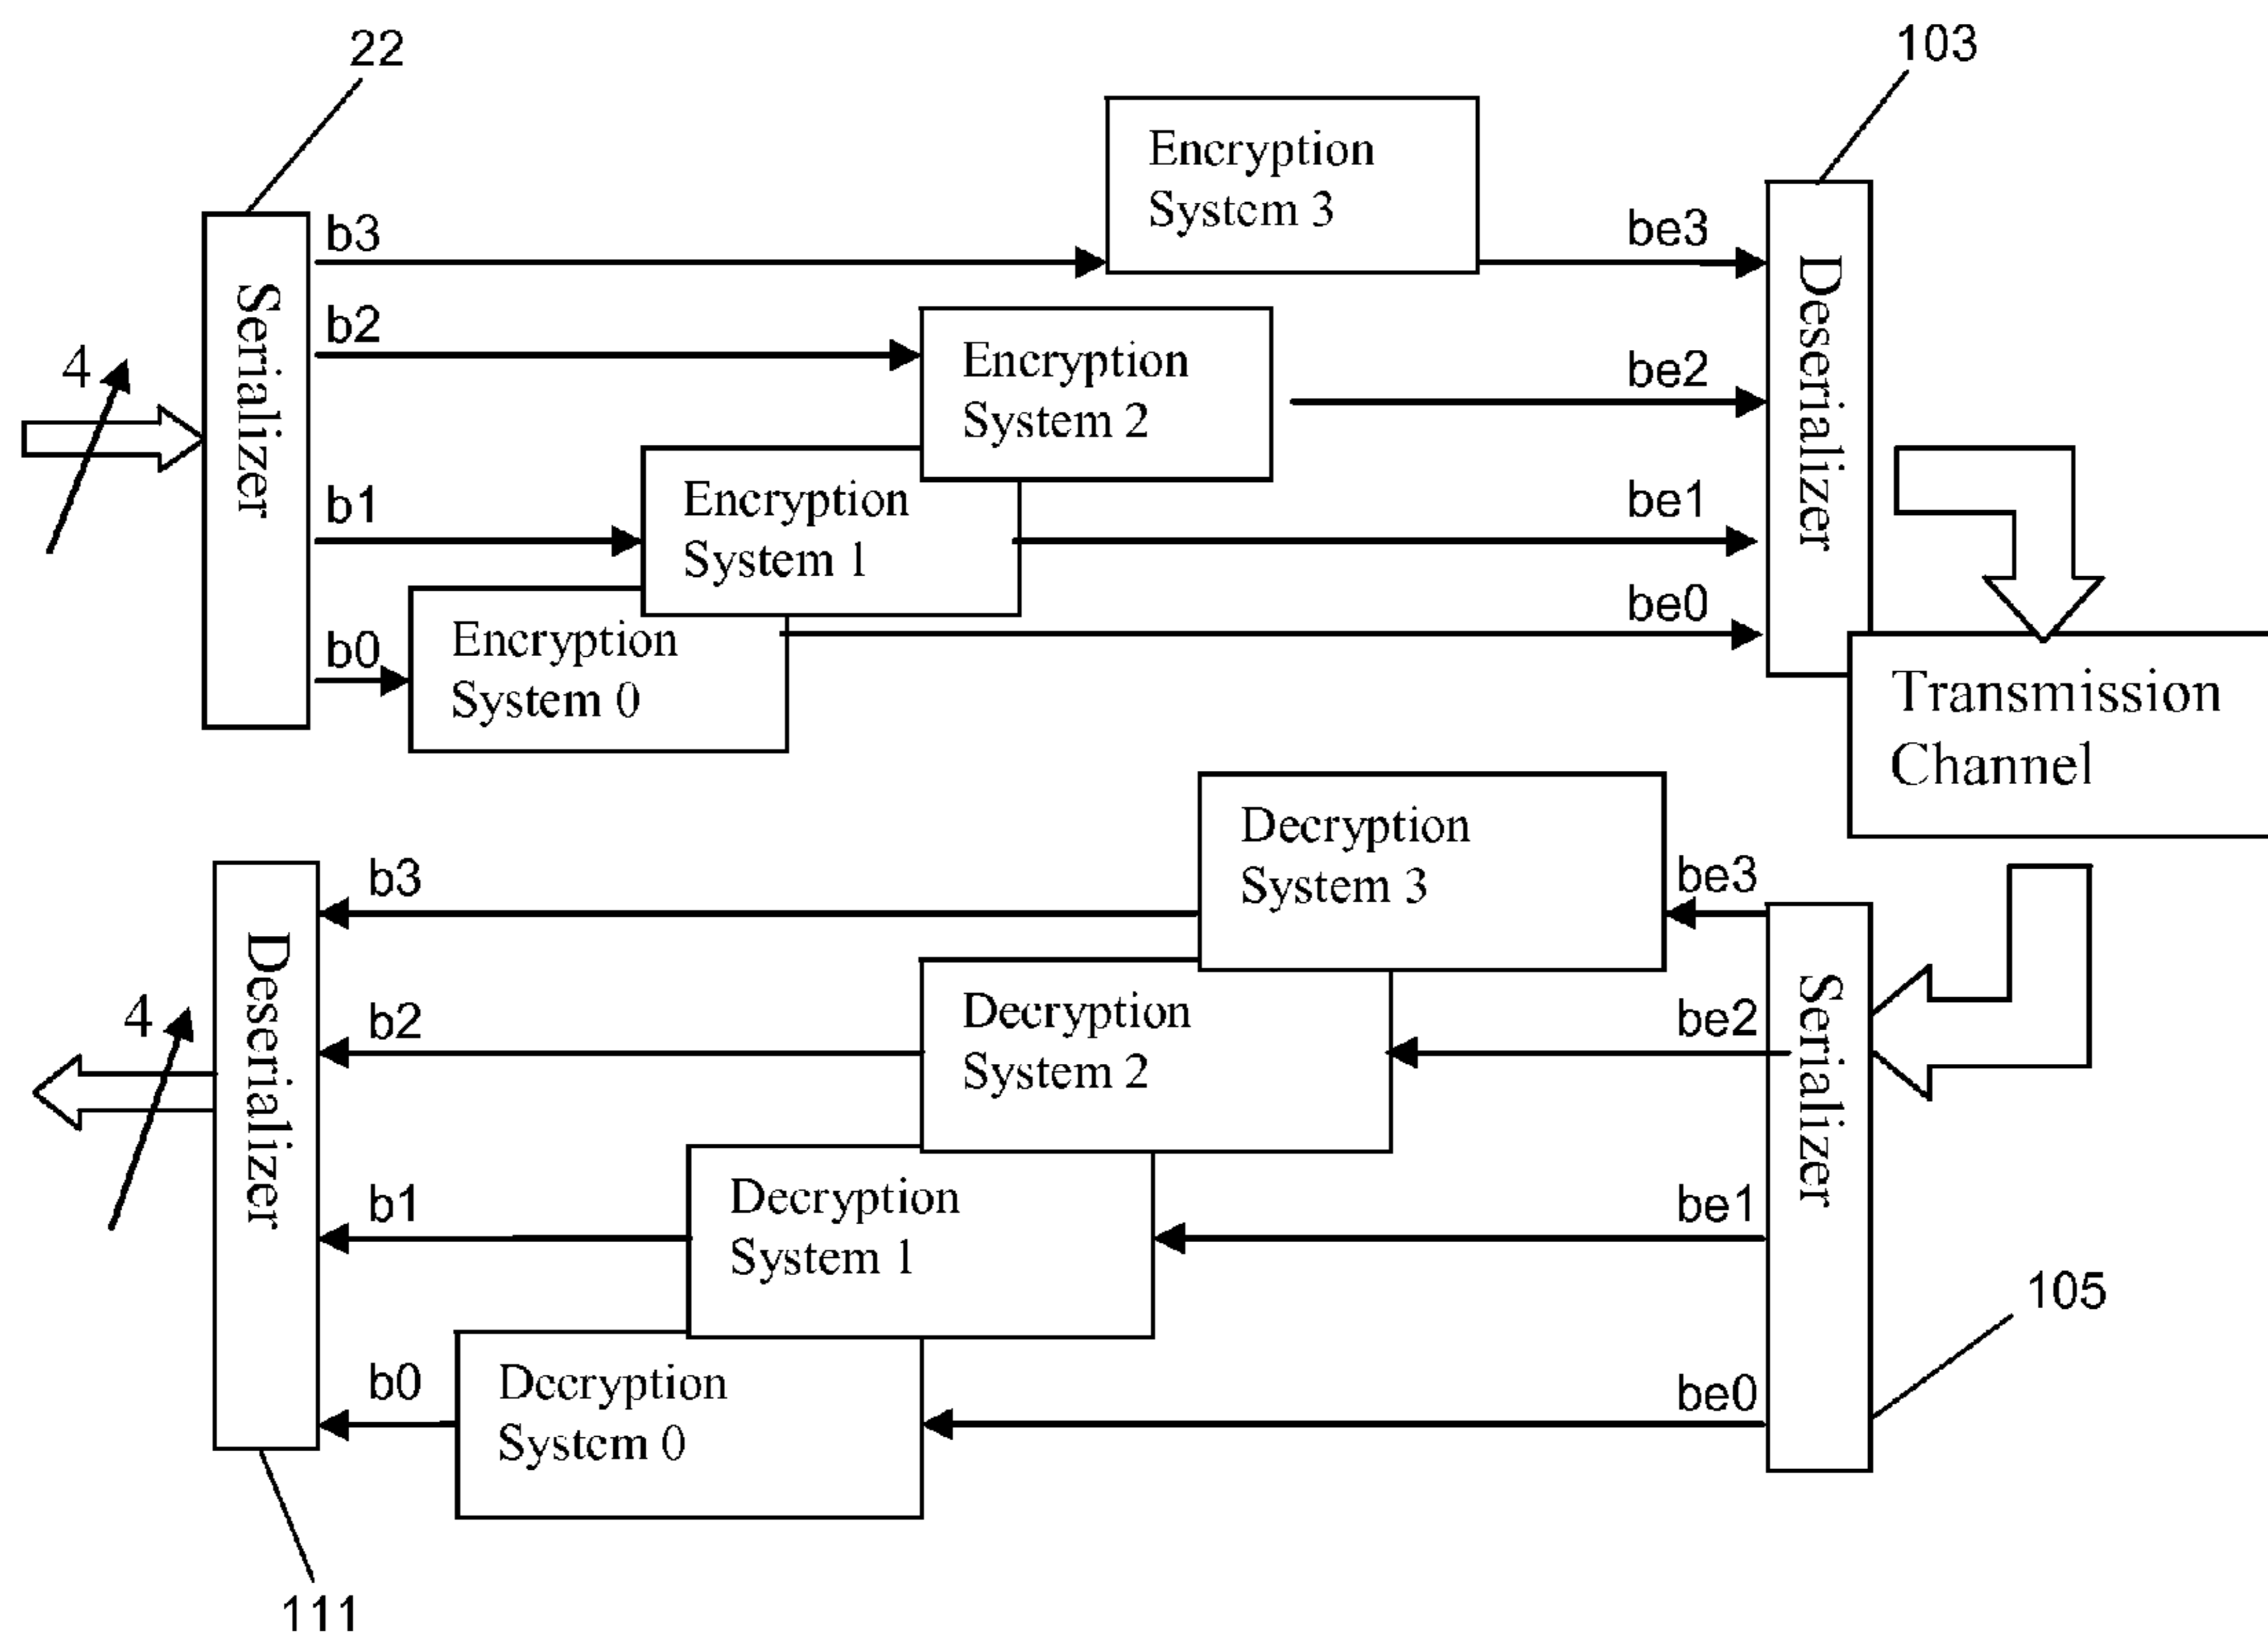 22
103
Encryption
System 3
b3
be3
Serializer
Deserializer
b2
Encryption
System 2
be2
4
b1
Encryption
System 1
be1
b0
Encryption
System 0
be0
Transmission
Channel
Decryption
System 3
b3
be3
Deserializer
Serializer
4
b2
Decryption
System 2
be2
b1
Decryption
System 1
be1
105
b0
Decryption
System 0
be0
111